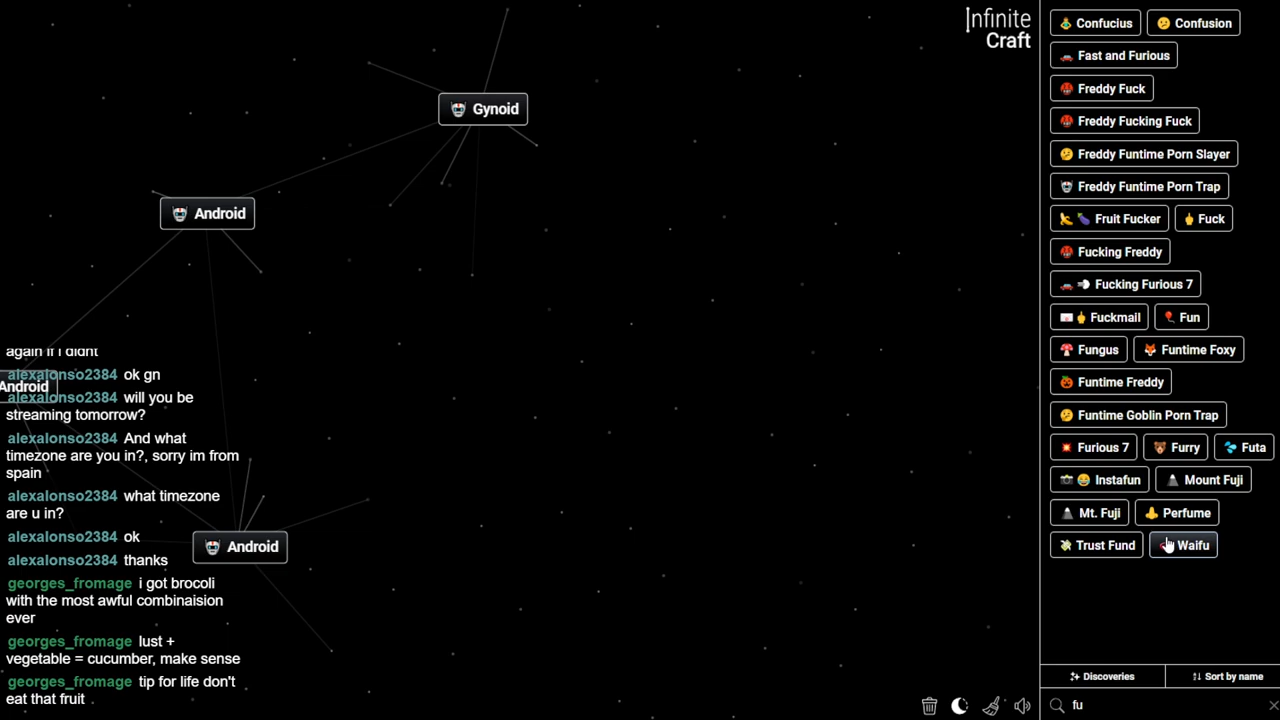 Infinite
Craft
Gynoid
Android
Android
Android
again if i didnt
alexalonso2384 ok gn
alexalonso2384 will you be
streaming tomorrow?
alexalonso2384 And what
timezone are you in?, sorry im from
spain
alexalonso2384 what timezone
are u in?
alexalonso2384 ok
alexalonso2384 thanks
georges_fromage i got brocoli
with the most awful combinaision
ever
georges_fromage lust +
vegetable = cucumber, make sense
georges_fromage tip for life don't
eat that fruit
Confucius Confusion
Fast and Furious
Freddy Fuck
Freddy Fucking Fuck
Freddy Funtime Porn Slayer
Freddy Funtime Porn Trap
Fruit Fucker Fuck
Fucking Freddy
Fucking Furious 7
Fuckmail Fun
Fungus Funtime Foxy
Funtime Freddy
Funtime Goblin Porn Trap
Furious 7 Furry Futa
Instafun Mount Fuji
Mt. Fuji Perfume
Trust Fund Waifu
Discoveries Sort by name
fu